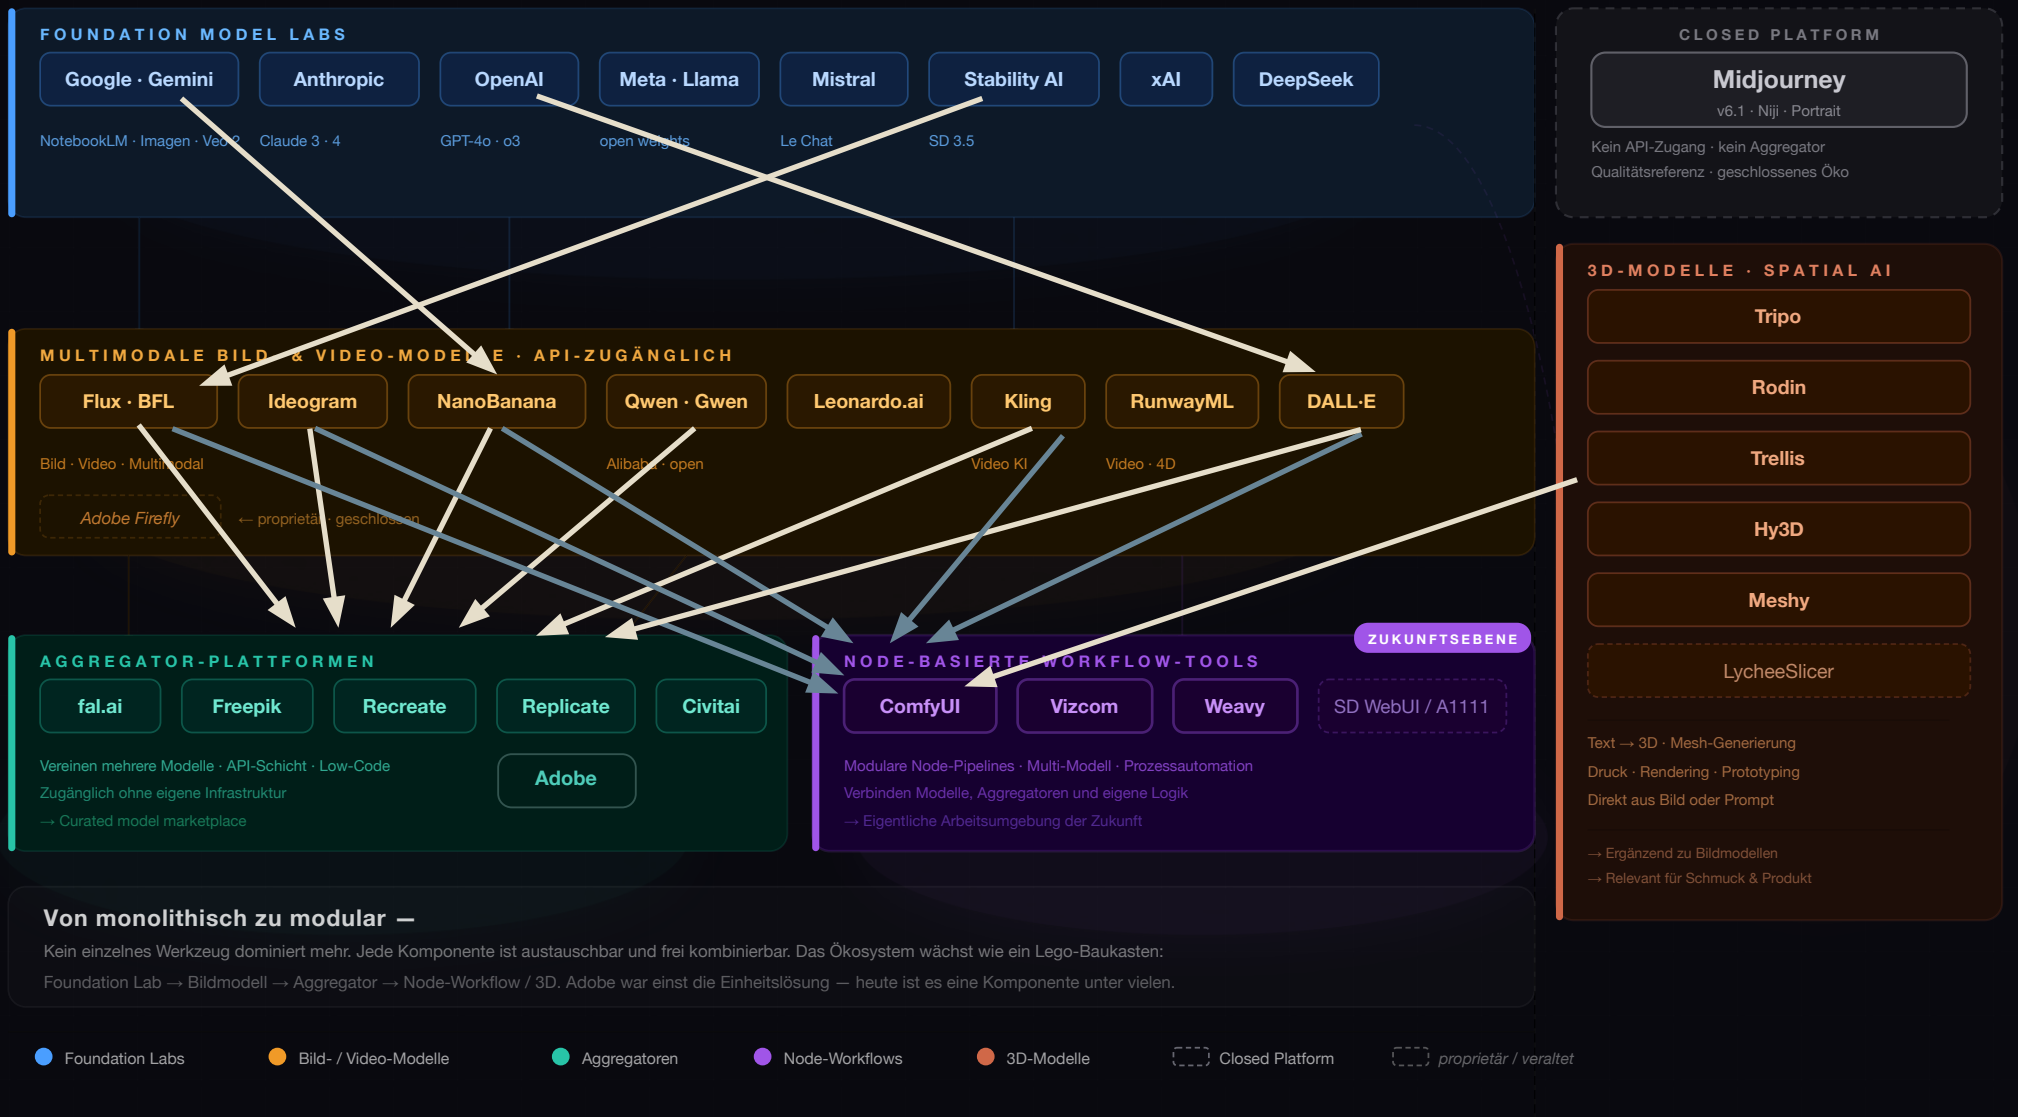 FOUNDATION MODEL LABS
Google · Gemini
Anthropic
OpenAI
Meta · Llama
Mistral
Stability AI
xAI
DeepSeek
NotebookLM · Imagen · Veo 2
Claude 3 · 4
GPT-4o · o3
open weights
Le Chat
SD 3.5
CLOSED PLATFORM
Midjourney
v6.1 · Niji · Portrait
Kein API-Zugang · kein Aggregator
Qualitätsreferenz · geschlossenes Öko
MULTIMODALE BILD- & VIDEO-MODELLE · API-ZUGÄNGLICH
Flux · BFL
Ideogram
NanoBanana
Qwen · Gwen
Leonardo.ai
Kling
RunwayML
DALL·E
Bild · Video · Multimodal
Alibaba · open
Video KI
Video · 4D
Adobe Firefly
← proprietär · geschlossen
3D-MODELLE · SPATIAL AI
Tripo
Rodin
Trellis
Hy3D
Meshy
LycheeSlicer
Text → 3D · Mesh-Generierung
Druck · Rendering · Prototyping
Direkt aus Bild oder Prompt
→ Ergänzend zu Bildmodellen
→ Relevant für Schmuck & Produkt
AGGREGATOR-PLATTFORMEN
fal.ai
Freepik
Recreate
Replicate
Civitai
Adobe
Vereinen mehrere Modelle · API-Schicht · Low-Code
Zugänglich ohne eigene Infrastruktur
→ Curated model marketplace
ZUKUNFTSEBENE
NODE-BASIERTE WORKFLOW-TOOLS
ComfyUI
Vizcom
Weavy
SD WebUI / A1111
Modulare Node-Pipelines · Multi-Modell · Prozessautomation
Verbinden Modelle, Aggregatoren und eigene Logik
→ Eigentliche Arbeitsumgebung der Zukunft
Von monolithisch zu modular —
Kein einzelnes Werkzeug dominiert mehr. Jede Komponente ist austauschbar und frei kombinierbar. Das Ökosystem wächst wie ein Lego-Baukasten:
Foundation Lab → Bildmodell → Aggregator → Node-Workflow / 3D. Adobe war einst die Einheitslösung — heute ist es eine Komponente unter vielen.
Foundation Labs
Bild- / Video-Modelle
Aggregatoren
Node-Workflows
3D-Modelle
Closed Platform
proprietär / veraltet